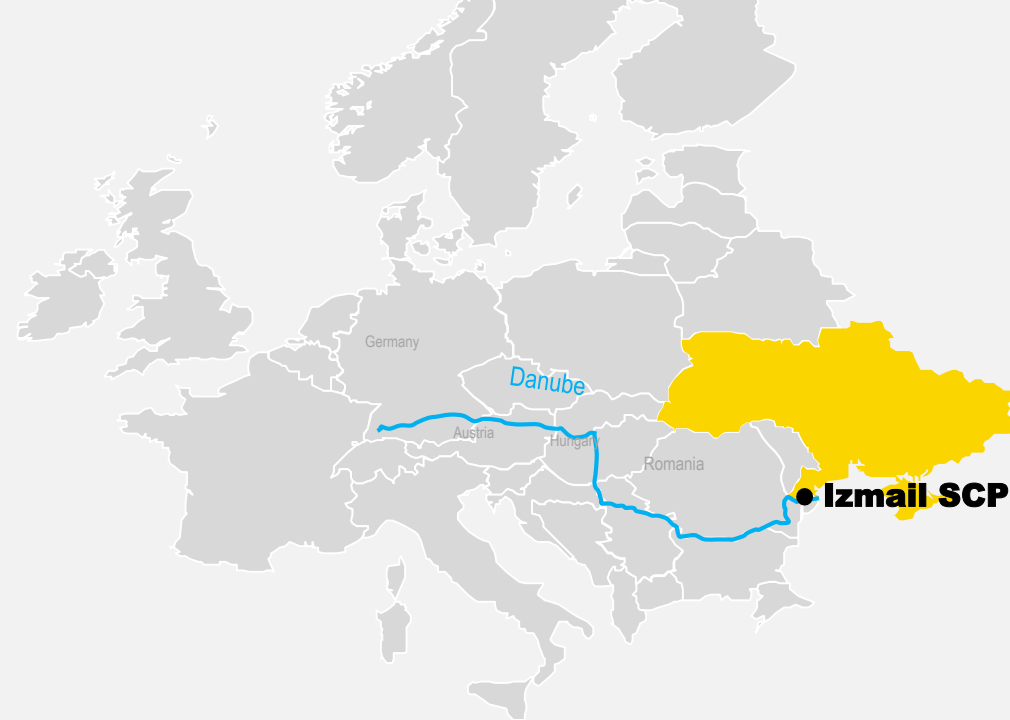 Germany
Danube
Austria
Hungary
Romania
Izmail SCP